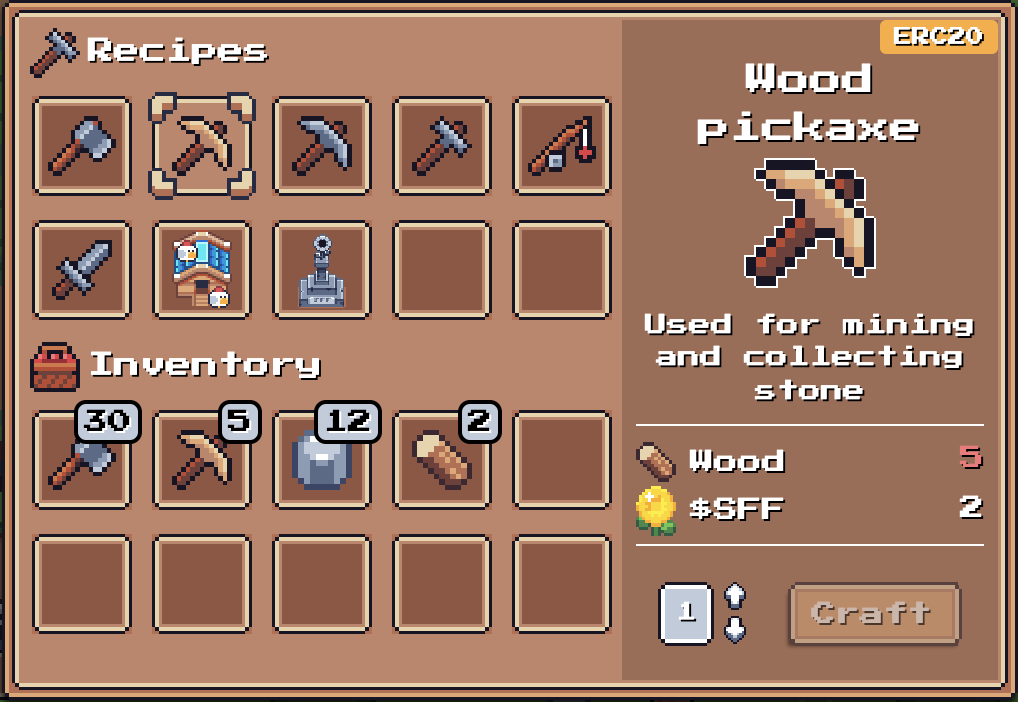 Recipes
Inventory
30
5
12
2
ERC20
Wood
pickaxe
Used for mining
and collecting
stone
Wood 5
$SFF 2
1
Craft